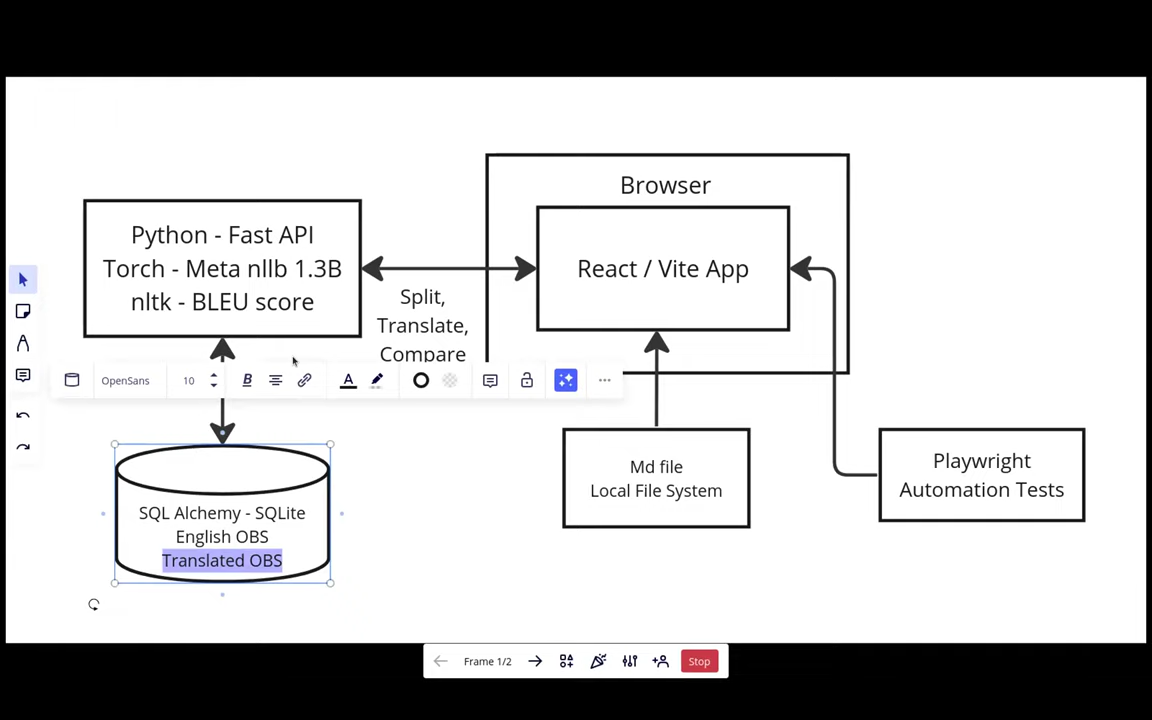 Browser
Python - Fast API
Torch - Meta nllb 1.3B
nltk - BLEU score
React / Vite App
Split,
Translate,
Compare
OpenSans
10
B
A
SQL Alchemy - SQLite
English OBS
Translated OBS
Md file
Local File System
Playwright
Automation Tests
Frame 1/2
Stop